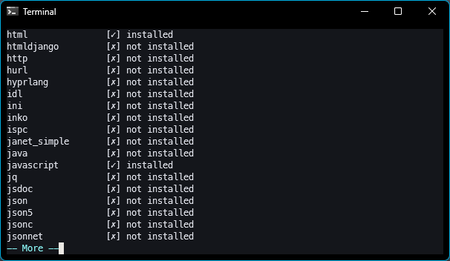 Terminal
html [✓] installed
htmldjango [✗] not installed
http [✗] not installed
hurl [✗] not installed
hyprlang [✗] not installed
idl [✗] not installed
ini [✗] not installed
inko [✗] not installed
ispc [✗] not installed
janet_simple [✗] not installed
java [✗] not installed
javascript [✓] installed
jq [✗] not installed
jsdoc [✗] not installed
json [✗] not installed
json5 [✗] not installed
jsonc [✗] not installed
jsonnet [✗] not installed
-- More --